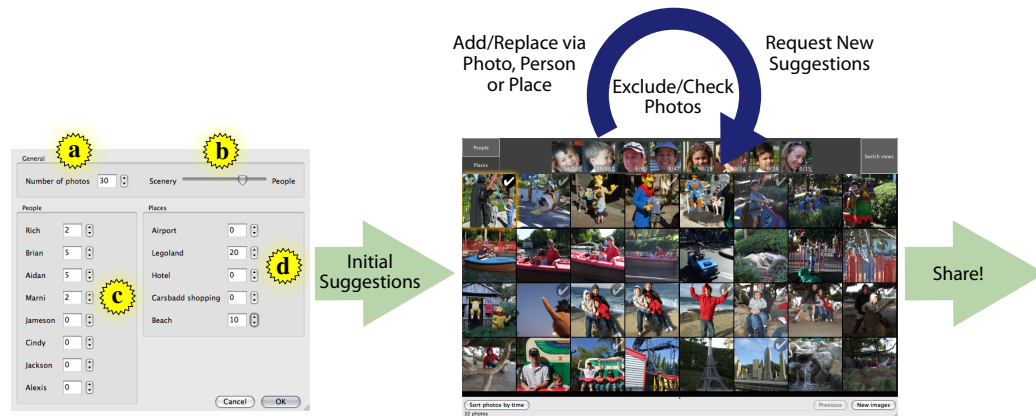 Add/Replace via
Photo, Person
or Place
Request New
Suggestions
Exclude/Check
Photos
a
b
General
Number of photos 30
Scenery
People
People
Rich 2
Brian 5
Aidan 5
Marni 2
Jameson 0
Cindy 0
Jackson 0
Alexis 0
c
Places
Airport 0
Legoland 20
Hotel 0
Carsbadd shopping 0
Beach 10
d
Cancel
OK
Initial
Suggestions
People
Places
Switch views
Sort photos by time
Previous
New images
32 photos
Share!